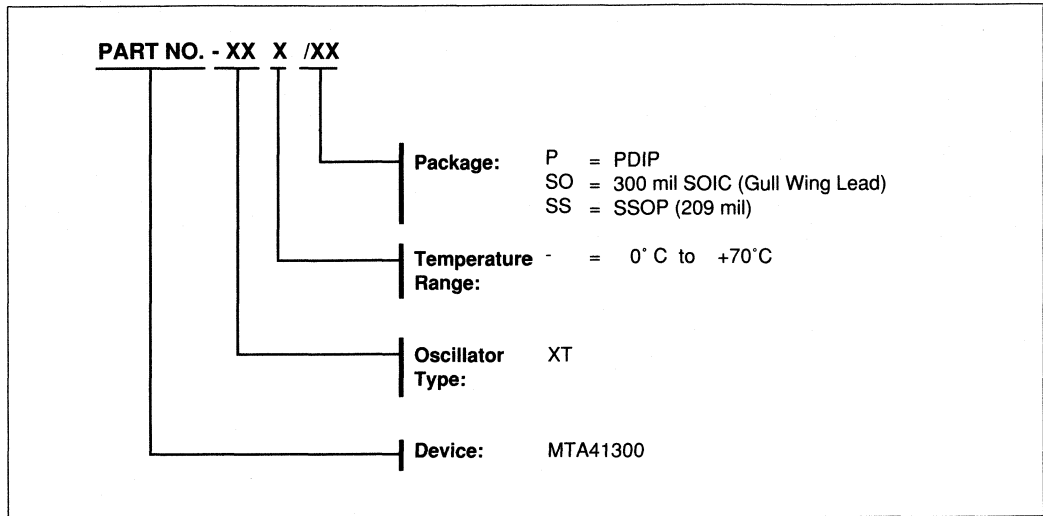 PART NO. - XX X /XX
Package: P = PDIP
SO = 300 mil SOIC (Gull Wing Lead)
SS = SSOP (209 mil)
Temperature - = 0˚ C to +70˚C
Range:
Oscillator XT
Type:
Device: MTA41300